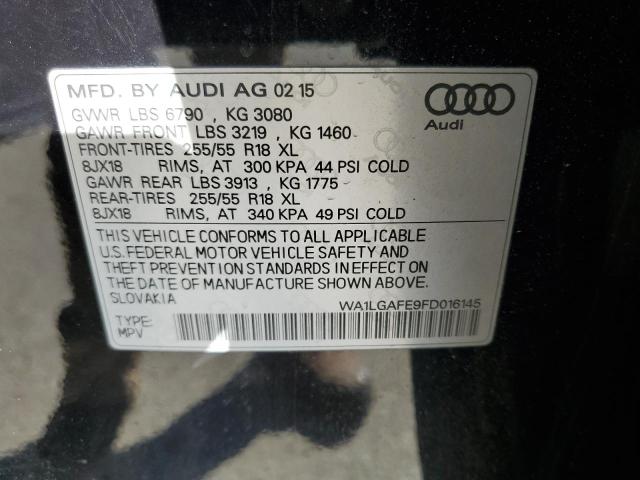 MFD. BY AUDI AG 02 15
GVWR LBS 6790 , KG 3080
GAWR FRONT LBS 3219 , KG 1460
FRONT-TIRES 255/55 R18 XL
8JX18 RIMS, AT 300 KPA 44 PSI COLD
GAWR REAR LBS 3913 , KG 1775
REAR-TIRES 255/55 R18 XL
8JX18 RIMS, AT 340 KPA 49 PSI COLD
Audi
THIS VEHICLE CONFORMS TO ALL APPLICABLE
U.S. FEDERAL MOTOR VEHICLE SAFETY AND
THEFT PREVENTION STANDARDS IN EFFECT ON
THE DATE OF MANUFACTURE SHOWN ABOVE.
SLOVAKIA
WA1LGAFE9FD016145
TYPE:
MPV